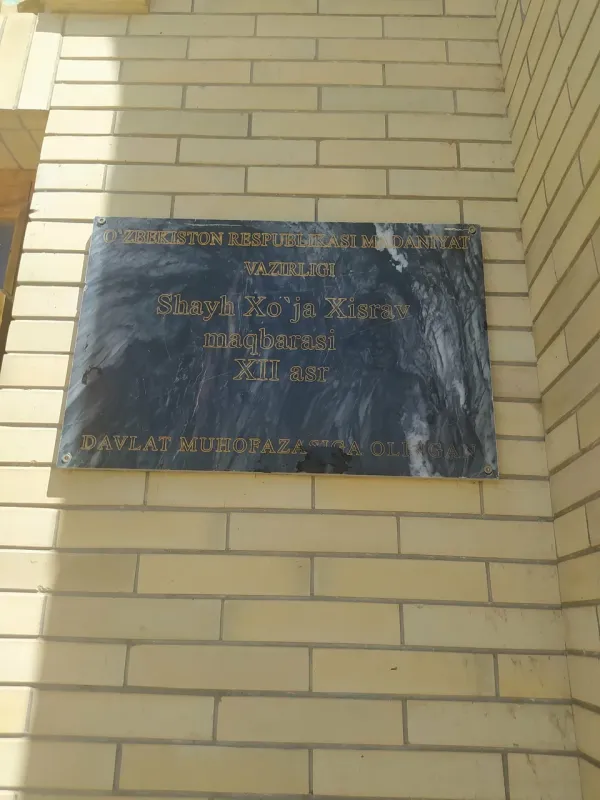 O`ZBEKISTON RESPUBLIKASI MADANIYAT
VAZIRLIGI
Shayh Xo`ja Xisrav
maqbarasi
XII asr
DAVLAT MUHOFAZASIGA OLINGAN